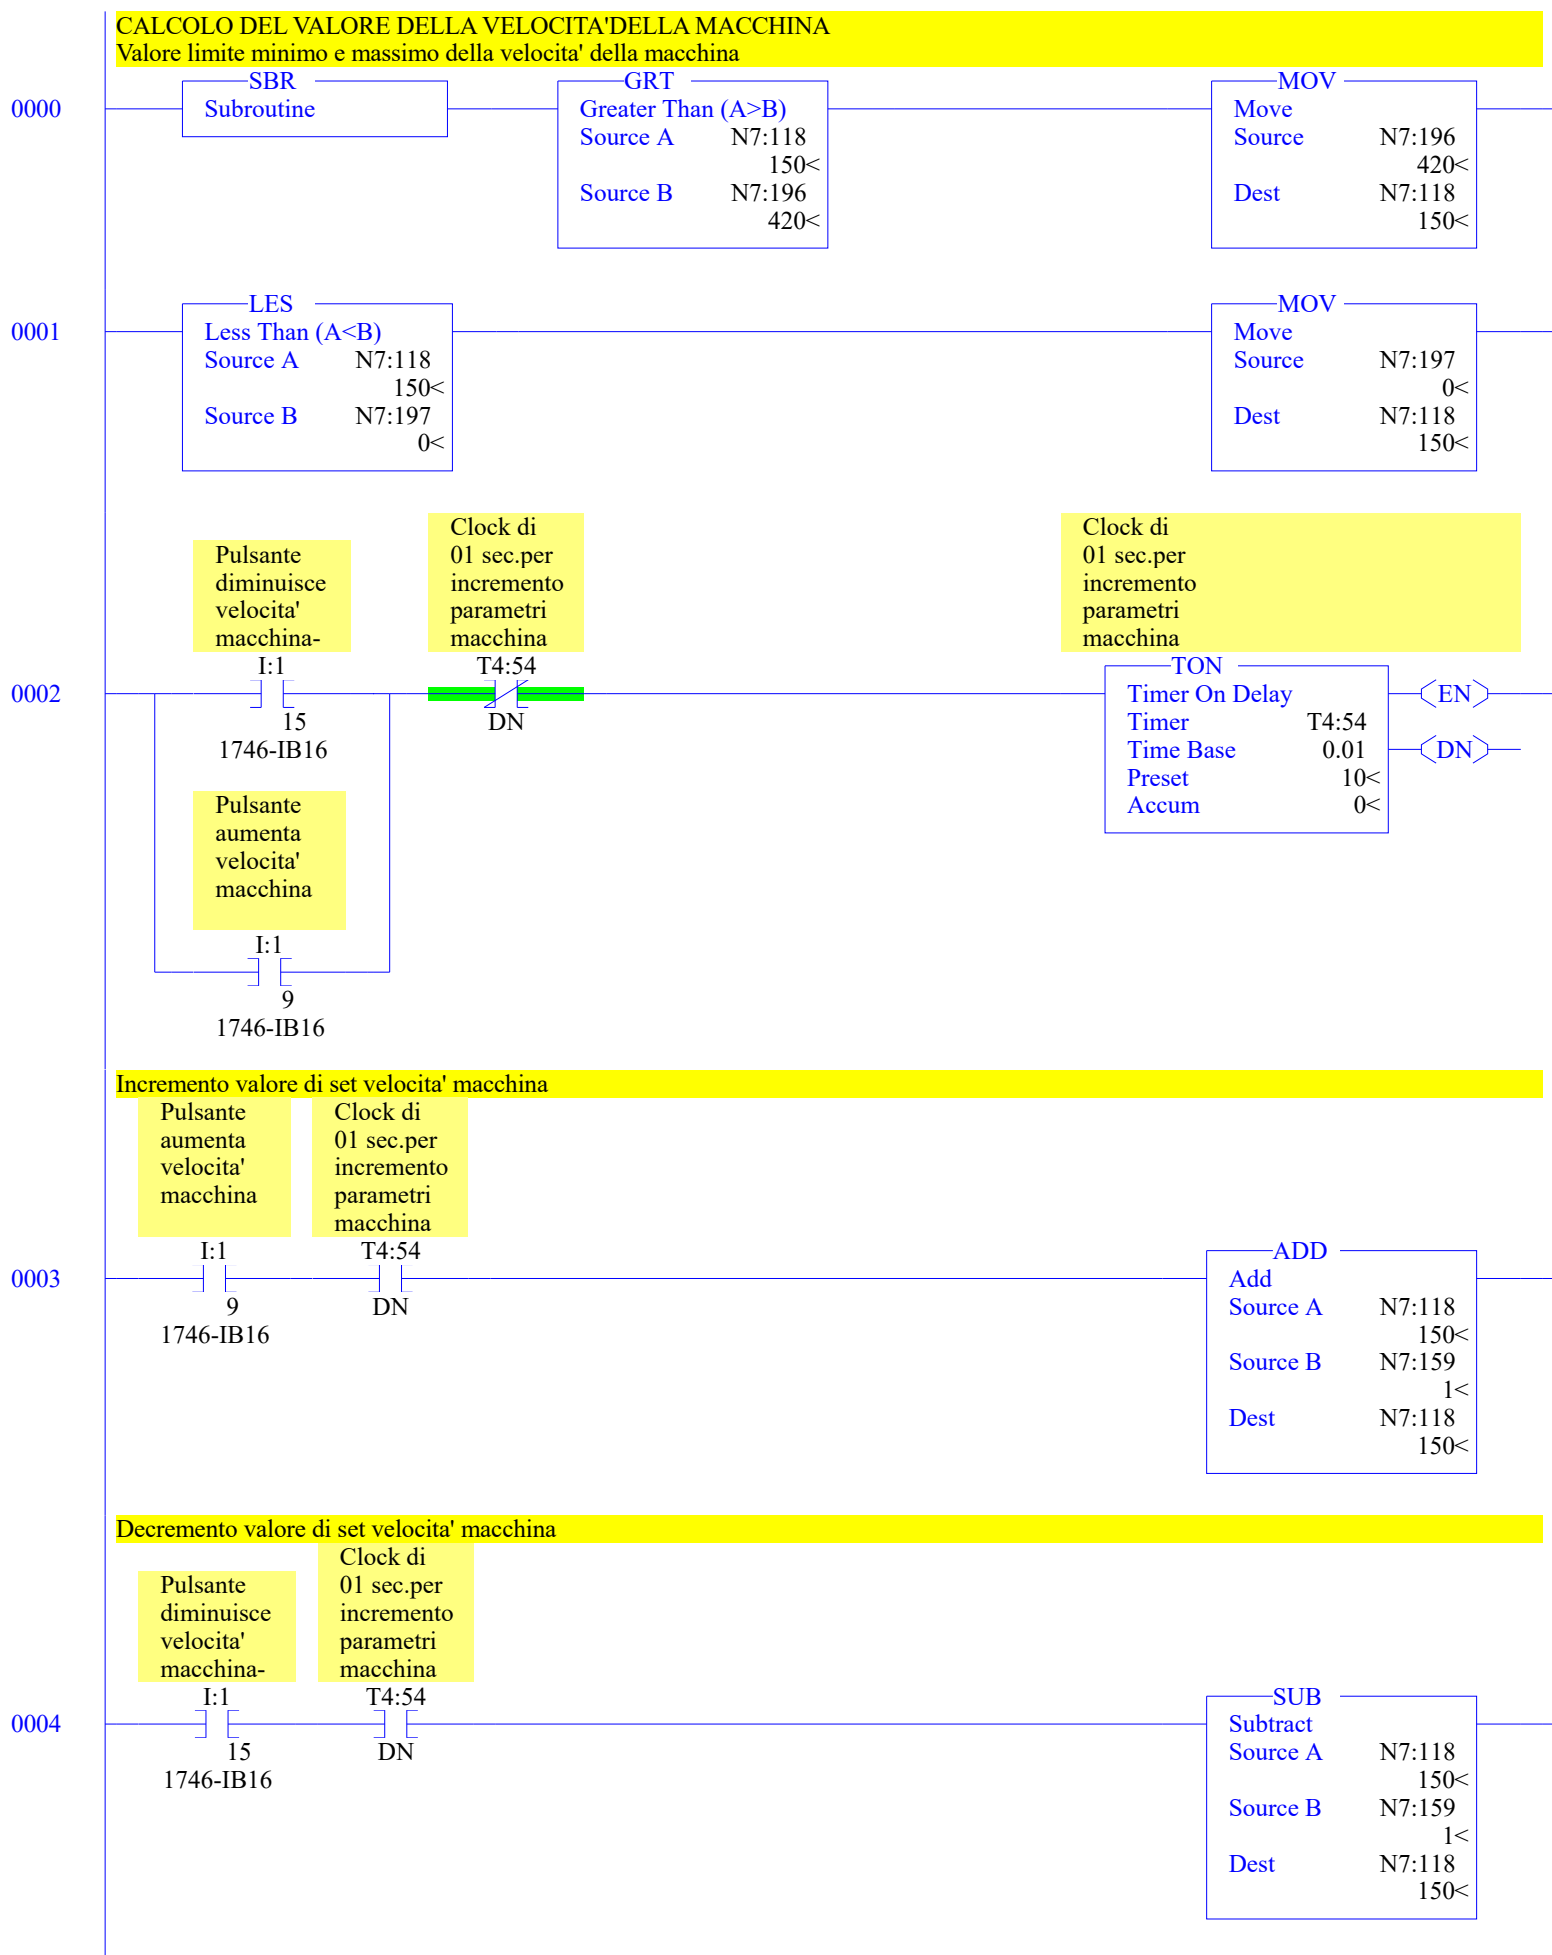 CALCOLO DEL VALORE DELLA VELOCITA'DELLA MACCHINA
Valore limite minimo e massimo della velocita' della macchina
0000
SBR
Subroutine
GRT
Greater Than (A>B)
Source A N7:118
150<
Source B N7:196
420<
MOV
Move
Source N7:196
420<
Dest N7:118
150<
0001
LES
Less Than (A<B)
Source A N7:118
150<
Source B N7:197
0<
MOV
Move
Source N7:197
0<
Dest N7:118
150<
0002
Pulsante
diminuisce
velocita'
macchina-
I:1
15
1746-IB16
Clock di
01 sec.per
incremento
parametri
macchina
T4:54
DN
Clock di
01 sec.per
incremento
parametri
macchina
TON
Timer On Delay
Timer T4:54
Time Base 0.01
Preset 10<
Accum 0<
EN
DN
Pulsante
aumenta
velocita'
macchina
I:1
9
1746-IB16
Incremento valore di set velocita' macchina
0003
Pulsante
aumenta
velocita'
macchina
I:1
9
1746-IB16
Clock di
01 sec.per
incremento
parametri
macchina
T4:54
DN
ADD
Add
Source A N7:118
150<
Source B N7:159
1<
Dest N7:118
150<
Decremento valore di set velocita' macchina
0004
Pulsante
diminuisce
velocita'
macchina-
I:1
15
1746-IB16
Clock di
01 sec.per
incremento
parametri
macchina
T4:54
DN
SUB
Subtract
Source A N7:118
150<
Source B N7:159
1<
Dest N7:118
150<